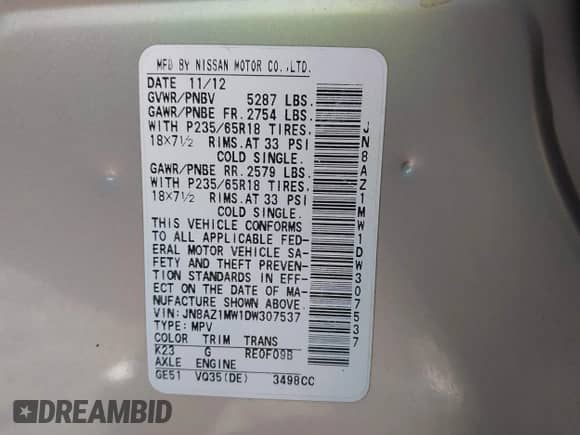 MFD BY NISSAN MOTOR CO.,LTD.
DATE 11/12
GVWR/PNBV 5287 LBS.
GAWR/PNBE FR. 2754 LBS.
WITH P235/65R18 TIRES,
18X7½ RIMS. AT 33 PSI
COLD SINGLE.
GAWR/PNBE RR. 2579 LBS.
WITH P235/65R18 TIRES,
18X7½ RIMS. AT 33 PSI
COLD SINGLE.
THIS VEHICLE CONFORMS
TO ALL APPLICABLE FED-
ERAL MOTOR VEHICLE SA-
FETY AND THEFT PREVEN-
TION STANDARDS IN EFF-
ECT ON THE DATE OF MA-
NUFACTURE SHOWN ABOVE.
VIN:JN8AZ1MW1DW307537
TYPE:MPV
COLOR TRIM TRANS
K23 G RE0F09B
AXLE ENGINE
GE51 VQ35(DE) 3498CC
JN8AZ1MW1DW307537
DREAMBID